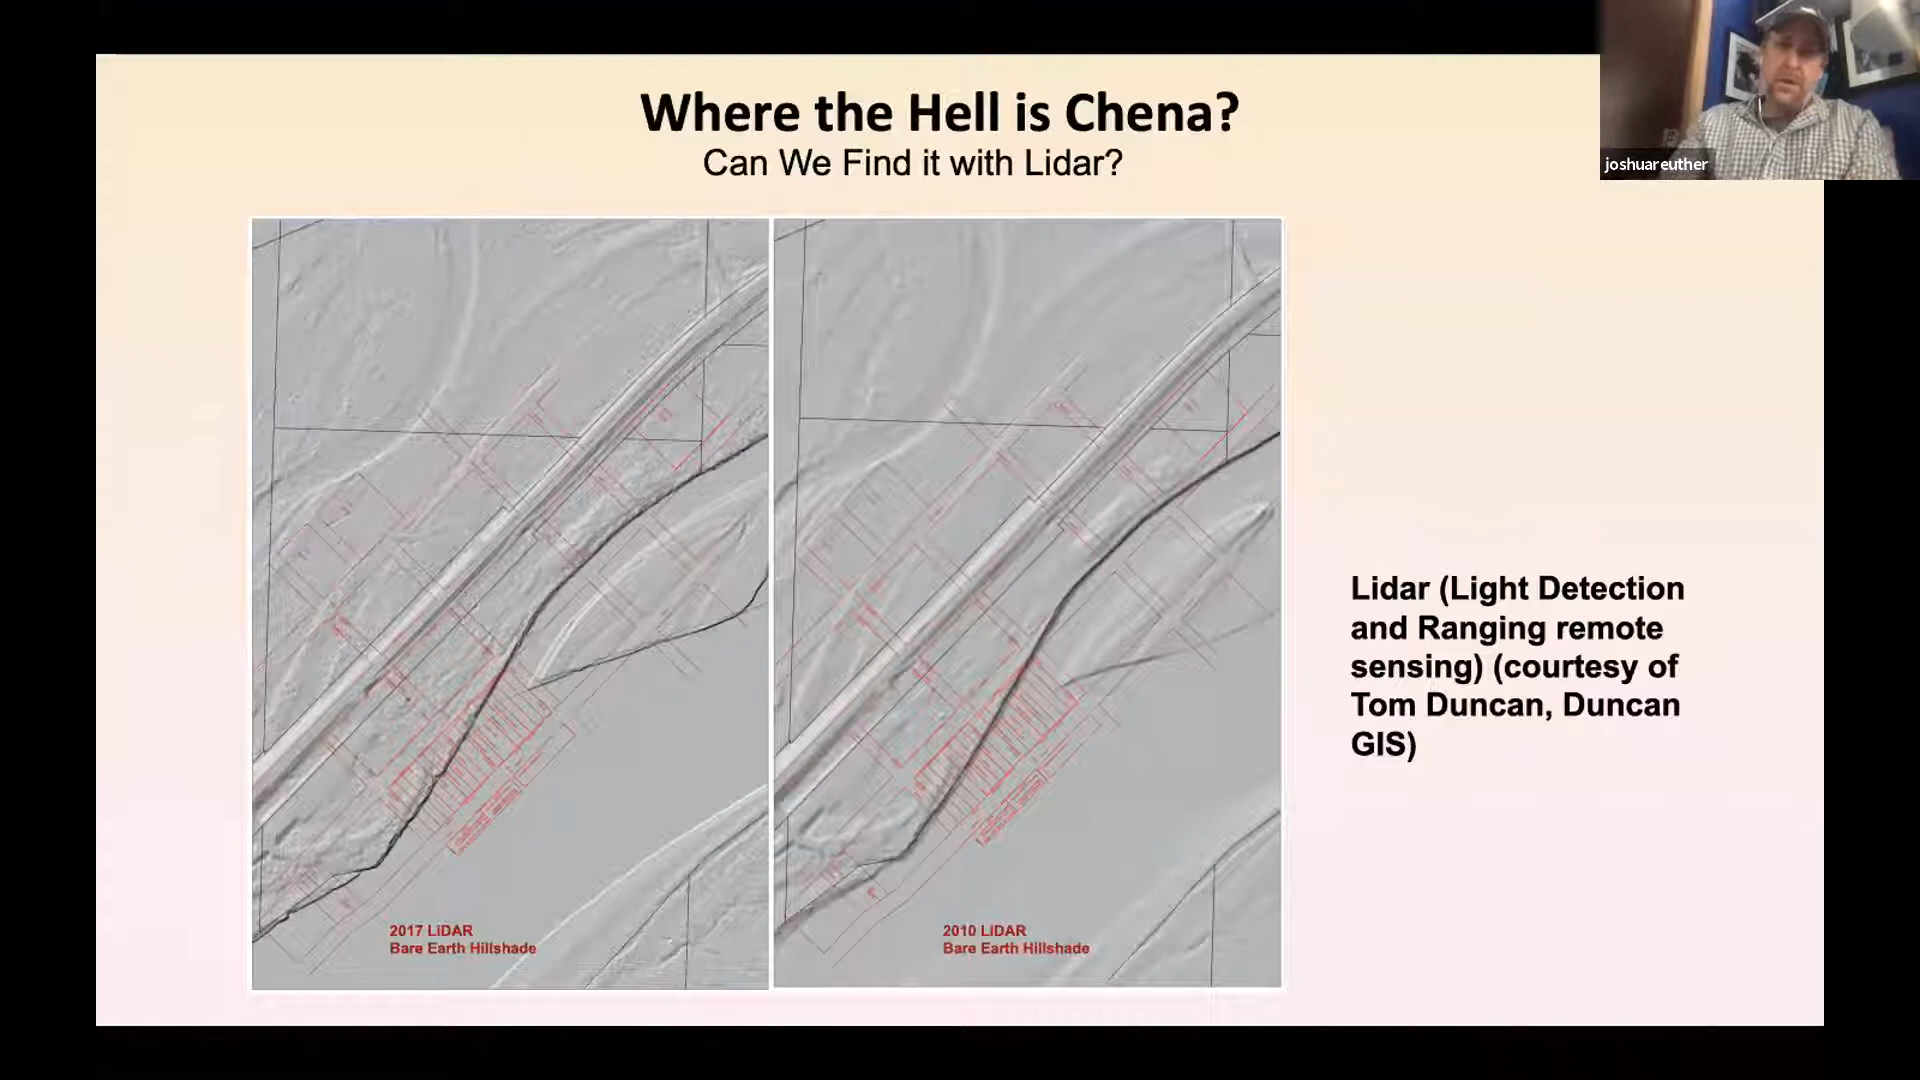 Where the Hell is Chena?
Can We Find it with Lidar?
joshuareuther
Lidar (Light Detection
and Ranging remote
sensing) (courtesy of
Tom Duncan, Duncan
GIS)
2017 LiDAR
Bare Earth Hillshade
2010 LiDAR
Bare Earth Hillshade